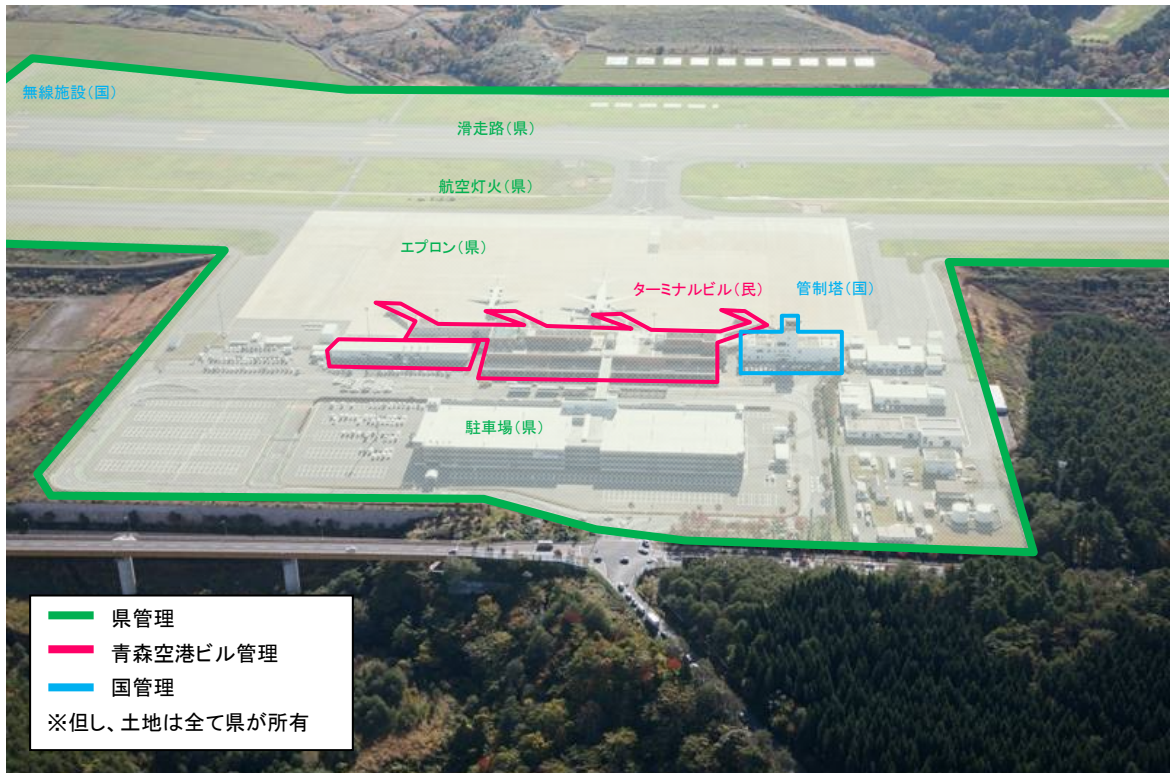 無線施設(国)
滑走路(県)
航空灯火(県)
エプロン(県)
ターミナルビル(民)
管制塔(国)
駐車場(県)
県管理
青森空港ビル管理
国管理
※但し、土地は全て県が所有